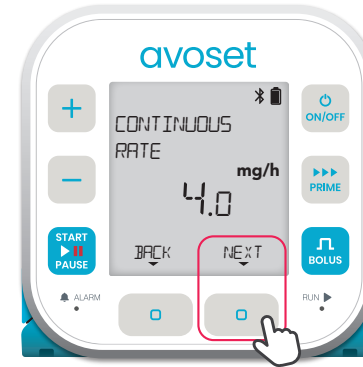 avoset
+
ON/OFF
CONTINUOUS
RATE
mg/h
4.0
−
PRIME
START
PAUSE
BACK
NEXT
BOLUS
ALARM
RUN